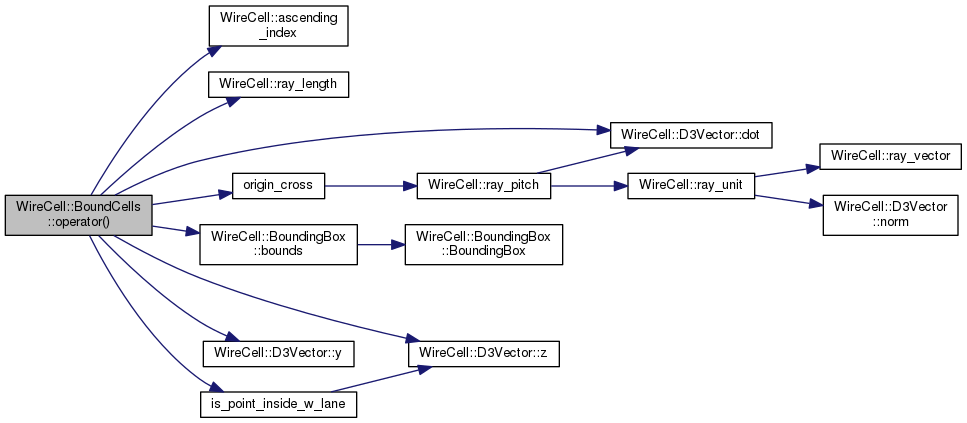 WireCell::ascending
_index
WireCell::ray_length
WireCell::D3Vector::dot
WireCell::ray_vector
origin_cross
WireCell::ray_pitch
WireCell::ray_unit
WireCell::BoundCells
::operator()
WireCell::D3Vector
::norm
WireCell::BoundingBox
::bounds
WireCell::BoundingBox
::BoundingBox
WireCell::D3Vector::y
WireCell::D3Vector::z
is_point_inside_w_lane